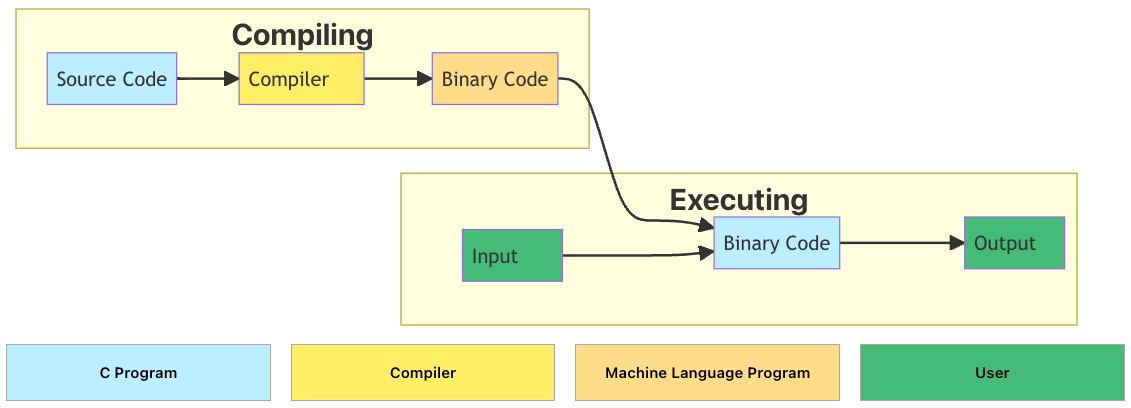 Compiling
Source Code
Compiler
Binary Code
Executing
Input
Binary Code
Output
C Program
Compiler
Machine Language Program
User